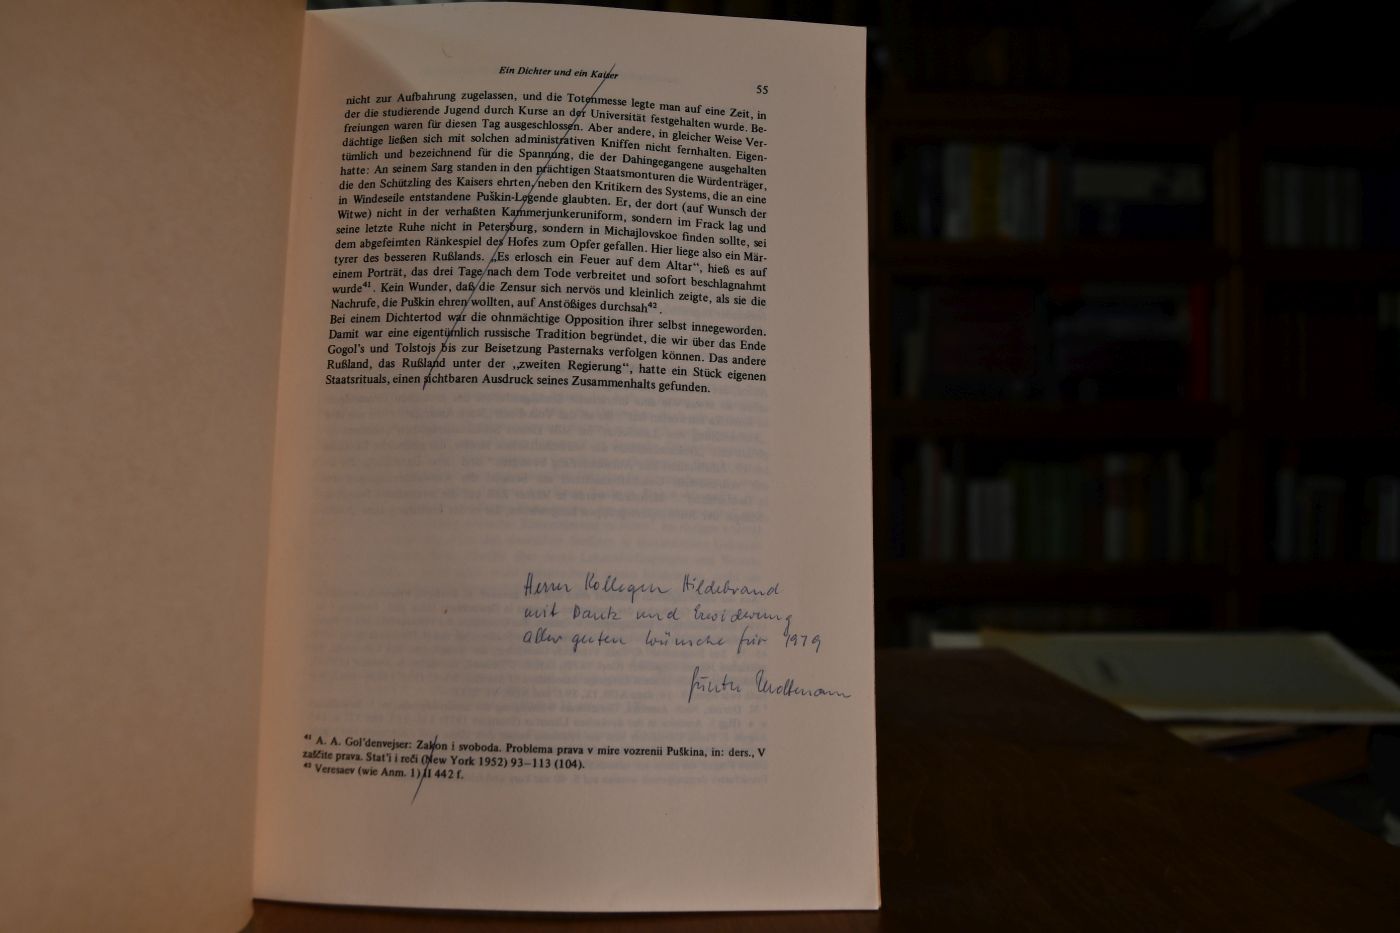 Ein Dichter und ein Kaiser
55
nicht zur Aufbahrung zugelassen, und die Totenmesse legte man auf eine Zeit, in
der die studierende Jugend durch Kurse an der Universität festgehalten wurde. Be-
freiungen waren für diesen Tag ausgeschlossen. Aber andere, in gleicher Weise Ver-
dächtige ließen sich mit solchen administrativen Kniffen nicht fernhalten. Eigen-
tümlich und bezeichnend für die Spannung, die der Dahingegangene ausgehalten
hatte: An seinem Sarg standen in den prächtigen Staatsmonturen die Würdenträger,
die den Schützling des Kaisers ehrten, neben den Kritikern des Systems, die an eine
in Windeseile entstandene Puškin-Legende glaubten. Er, der dort (auf Wunsch der
Witwe) nicht in der verhaßten Kammerjunkeruniform, sondern im Frack lag und
seine letzte Ruhe nicht in Petersburg, sondern in Michajlovskoe finden sollte, sei
dem abgefeimten Ränkespiel des Hofes zum Opfer gefallen. Hier liege also ein Mär-
tyrer des besseren Rußlands. „Es erlosch ein Feuer auf dem Altar“, hieß es auf
einem Porträt, das drei Tage nach dem Tode verbreitet und sofort beschlagnahmt
wurde⁴¹. Kein Wunder, daß die Zensur sich nervös und kleinlich zeigte, als sie die
Nachrufe, die Puškin ehren wollten, auf Anstößiges durchsah⁴².
Bei einem Dichtertod war die ohnmächtige Opposition ihrer selbst innegeworden.
Damit war eine eigentümlich russische Tradition begründet, die wir über das Ende
Gogol's und Tolstojs bis zur Beisetzung Pasternaks verfolgen können. Das andere
Rußland, das Rußland unter der „zweiten Regierung“, hatte ein Stück eigenen
Staatsrituals, einen sichtbaren Ausdruck seines Zusammenhalts gefunden.
Herrn Kollegen Hildebrand
mit Dank und Erwiderung
aller guten Wünsche für 1979
Günter
⁴¹ A. A. Gol'denvejser: Zakon i svoboda. Problema prava v mire vozrenii Puškina, in: ders., V
zaščite prava. Stat'i i reči (New York 1952) 93–113 (104).
⁴² Veresaev (wie Anm. 1) II 442 f.